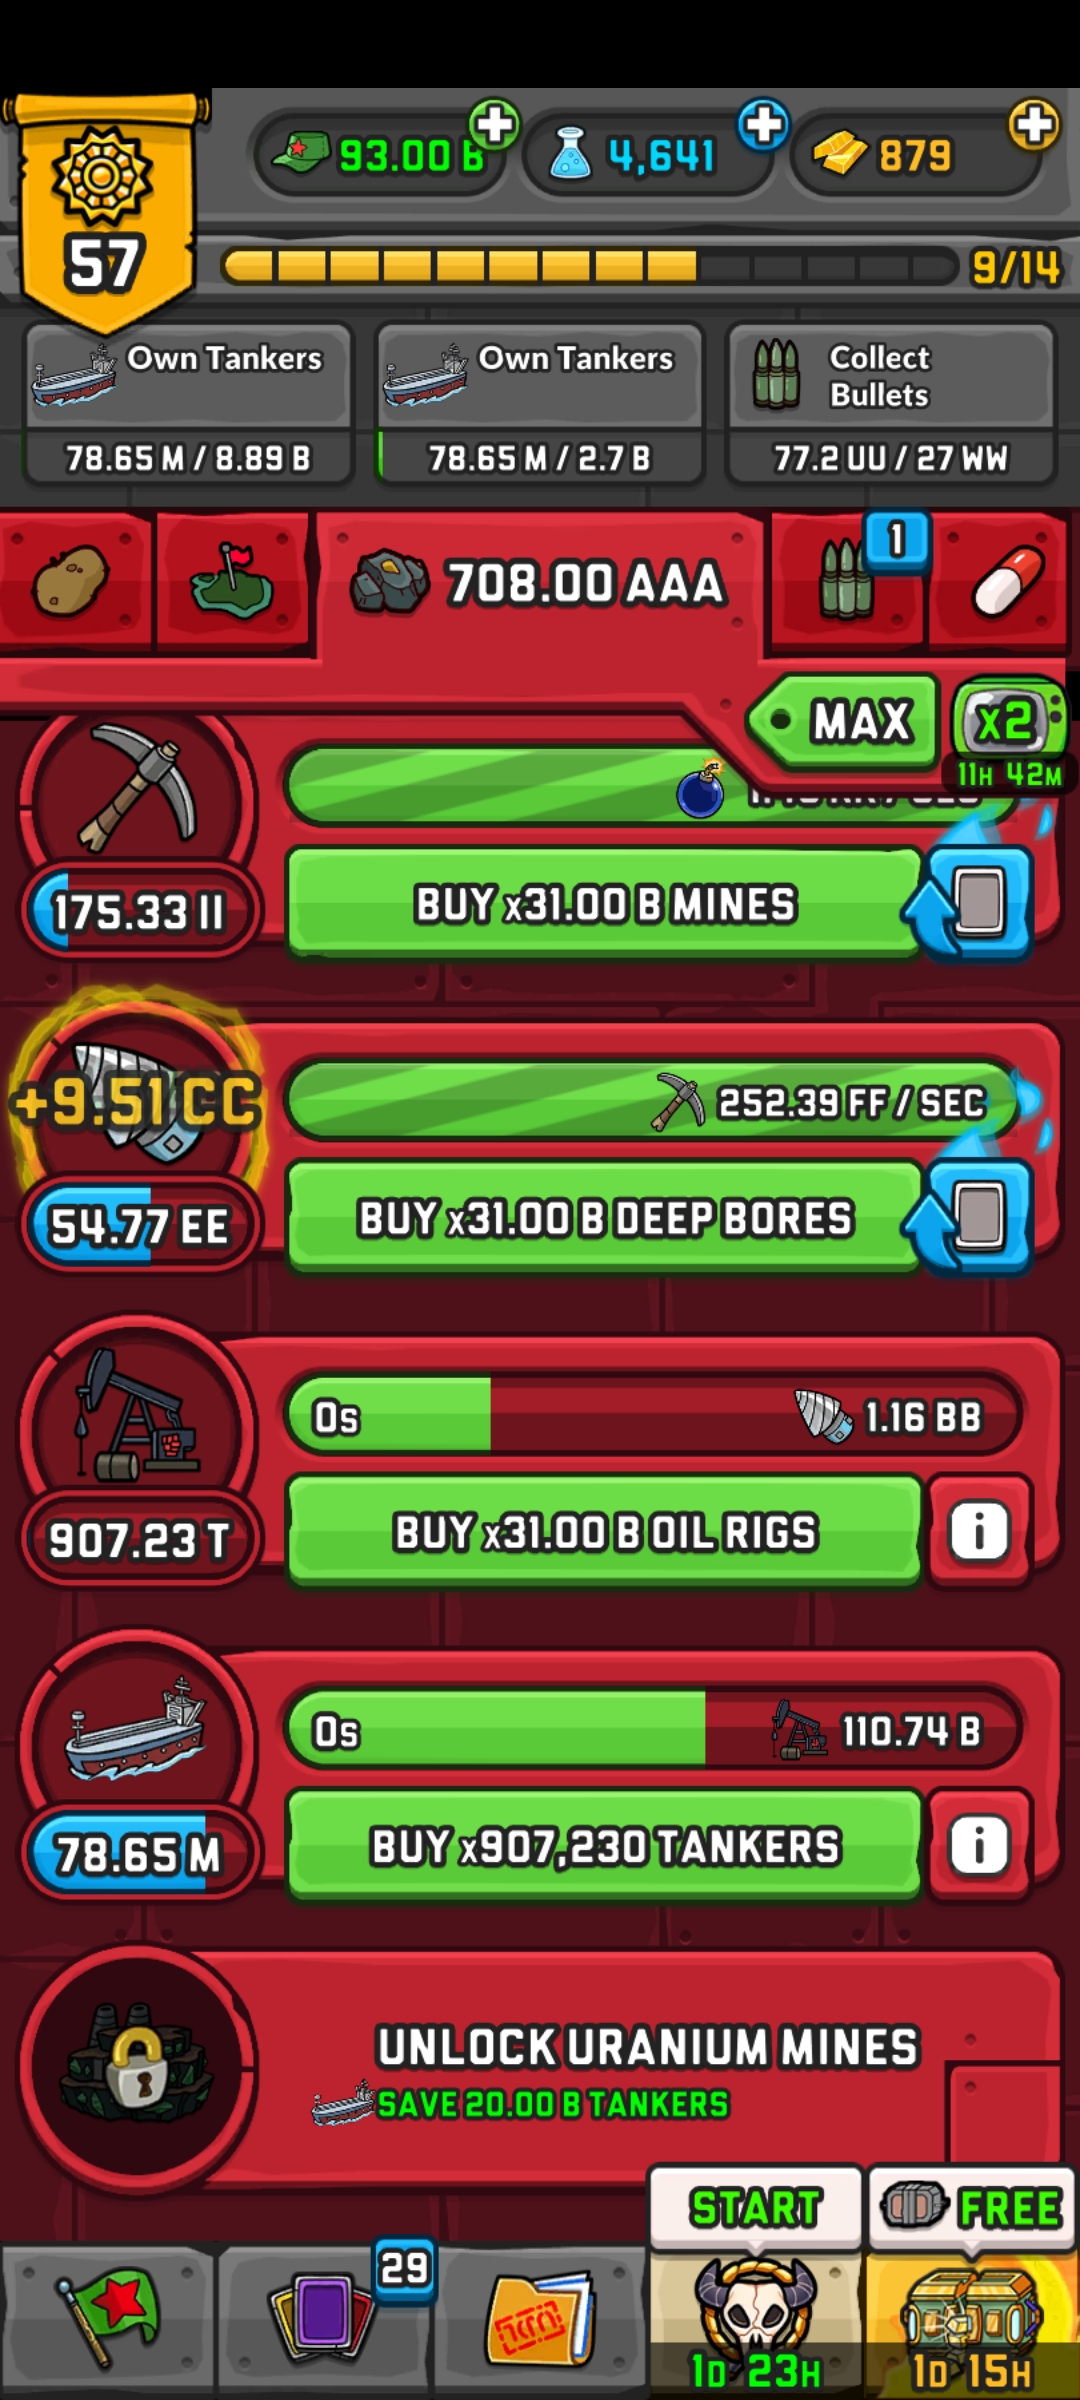 93.00 B
4,641
879
57
9/14
Own Tankers
78.65 M / 8.89 B
Own Tankers
78.65 M / 2.7 B
Collect
Bullets
77.2 UU / 27 WW
708.00 AAA
1
MAX
x2
11H 42M
175.33 II
BUY x31.00 B MINES
+9.51 CC
252.39 FF / SEC
54.77 EE
BUY x31.00 B DEEP BORES
0s
1.16 BB
907.23 T
BUY x31.00 B OIL RIGS
i
0s
110.74 B
78.65 M
BUY x907,230 TANKERS
i
UNLOCK URANIUM MINES
SAVE 20.00 B TANKERS
START
FREE
29
1D 23H
1D 15H